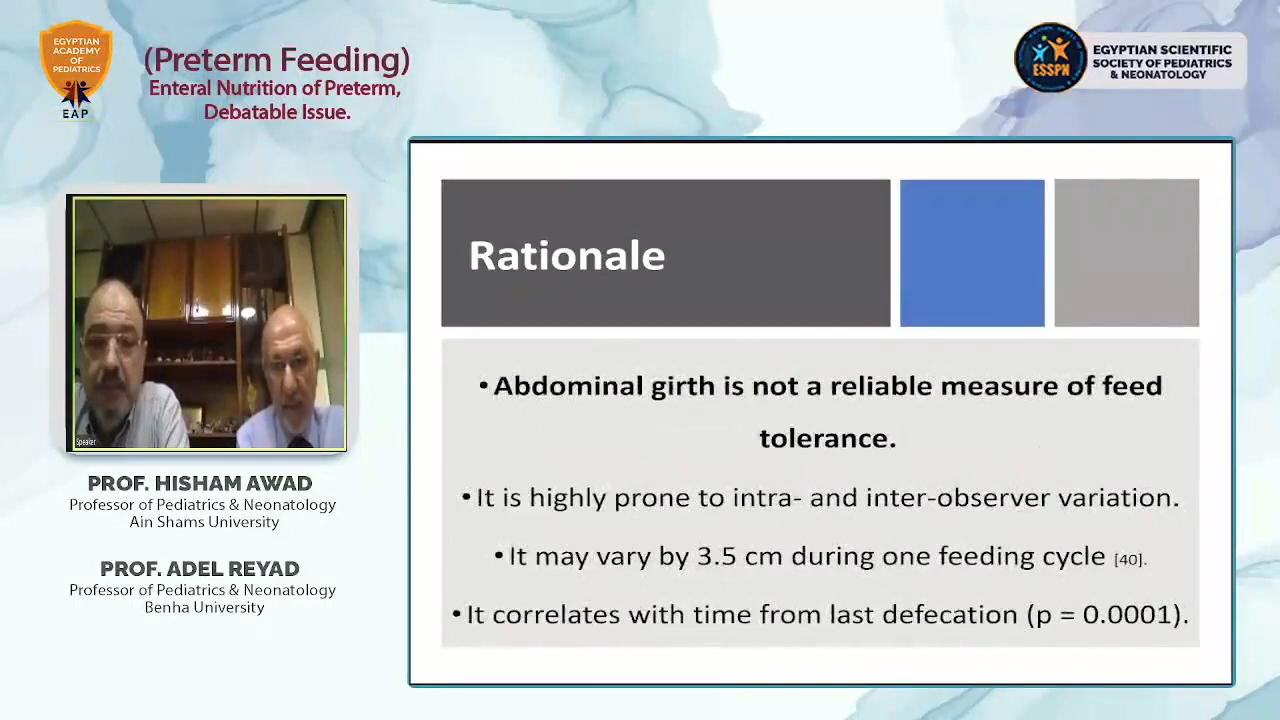 EGYPTIAN
ACADEMY
OF
PEDIATRICS
EAP
(Preterm Feeding)
Enteral Nutrition of Preterm,
Debatable Issue.
ESSPN
EGYPTIAN SCIENTIFIC
SOCIETY OF PEDIATRICS
& NEONATOLOGY
Speaker
PROF. HISHAM AWAD
Professor of Pediatrics & Neonatology
Ain Shams University
PROF. ADEL REYAD
Professor of Pediatrics & Neonatology
Benha University
Rationale
• Abdominal girth is not a reliable measure of feed
tolerance.
• It is highly prone to intra- and inter-observer variation.
• It may vary by 3.5 cm during one feeding cycle [40].
• It correlates with time from last defecation (p = 0.0001).